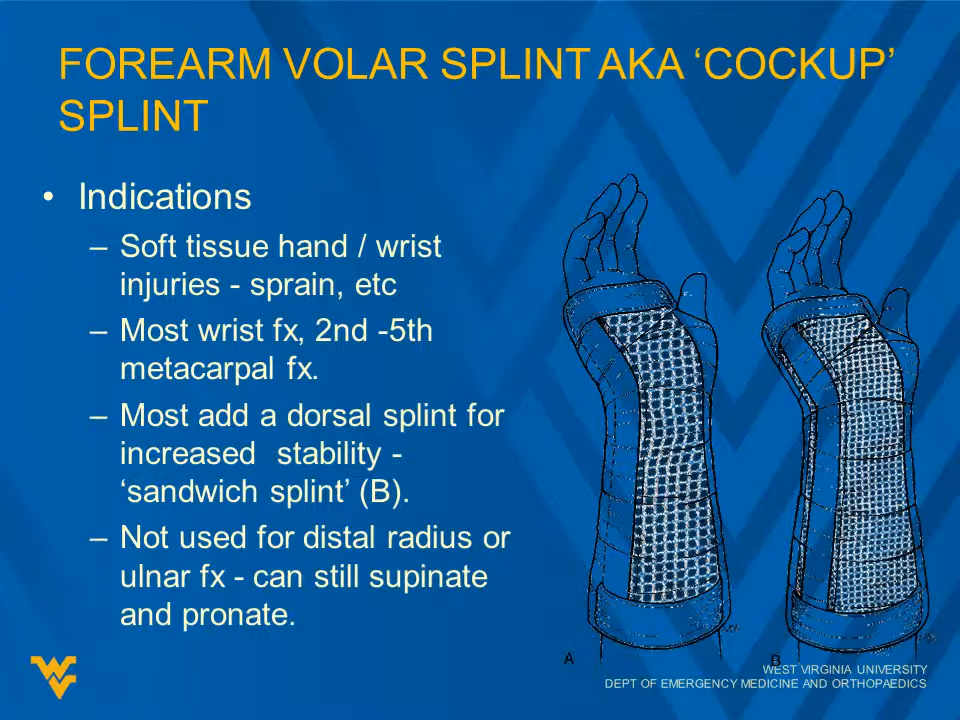 FOREARM VOLAR SPLINT AKA ‘COCKUP’
SPLINT
• Indications
– Soft tissue hand / wrist
injuries - sprain, etc
– Most wrist fx, 2nd -5th
metacarpal fx.
– Most add a dorsal splint for
increased  stability -
‘sandwich splint’ (B).
– Not used for distal radius or
ulnar fx - can still supinate
and pronate.
A
B
WEST VIRGINIA UNIVERSITY
DEPT OF EMERGENCY MEDICINE AND ORTHOPAEDICS